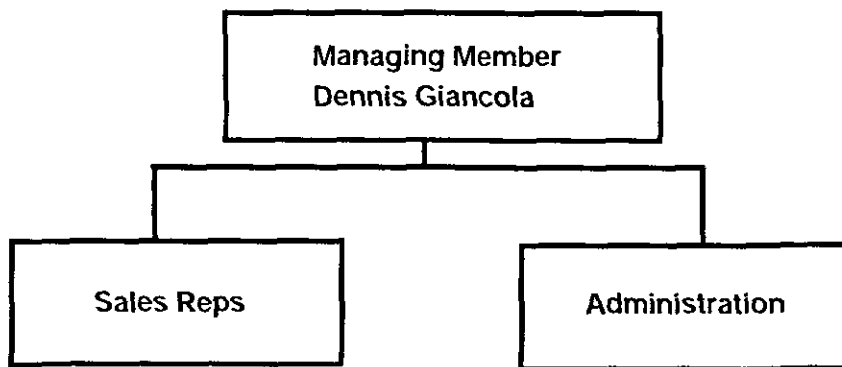 Managing Member
Dennis Giancola
Sales Reps
Administration